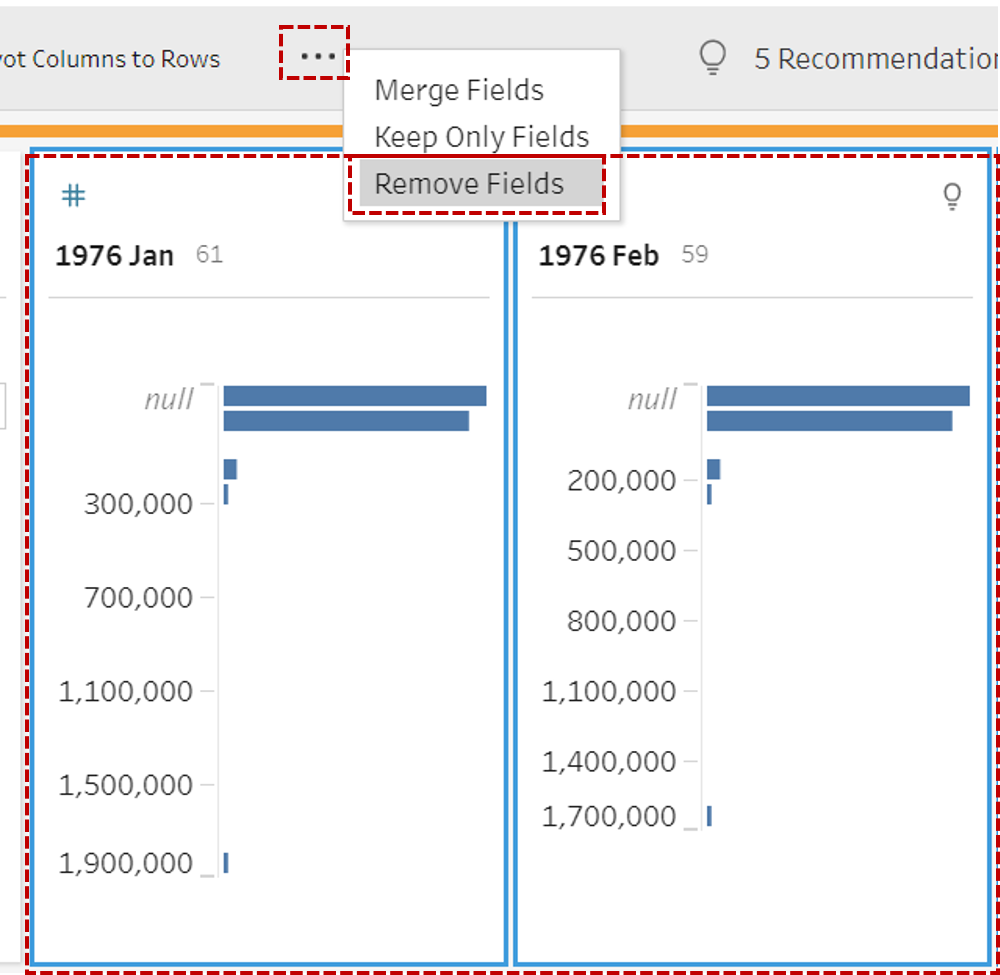 vot Columns to Rows
...
5 Recommendation
Merge Fields
Keep Only Fields
Remove Fields
#
1976 Jan 61
null
300,000
700,000
1,100,000
1,500,000
1,900,000
1976 Feb 59
null
200,000
500,000
800,000
1,100,000
1,400,000
1,700,000